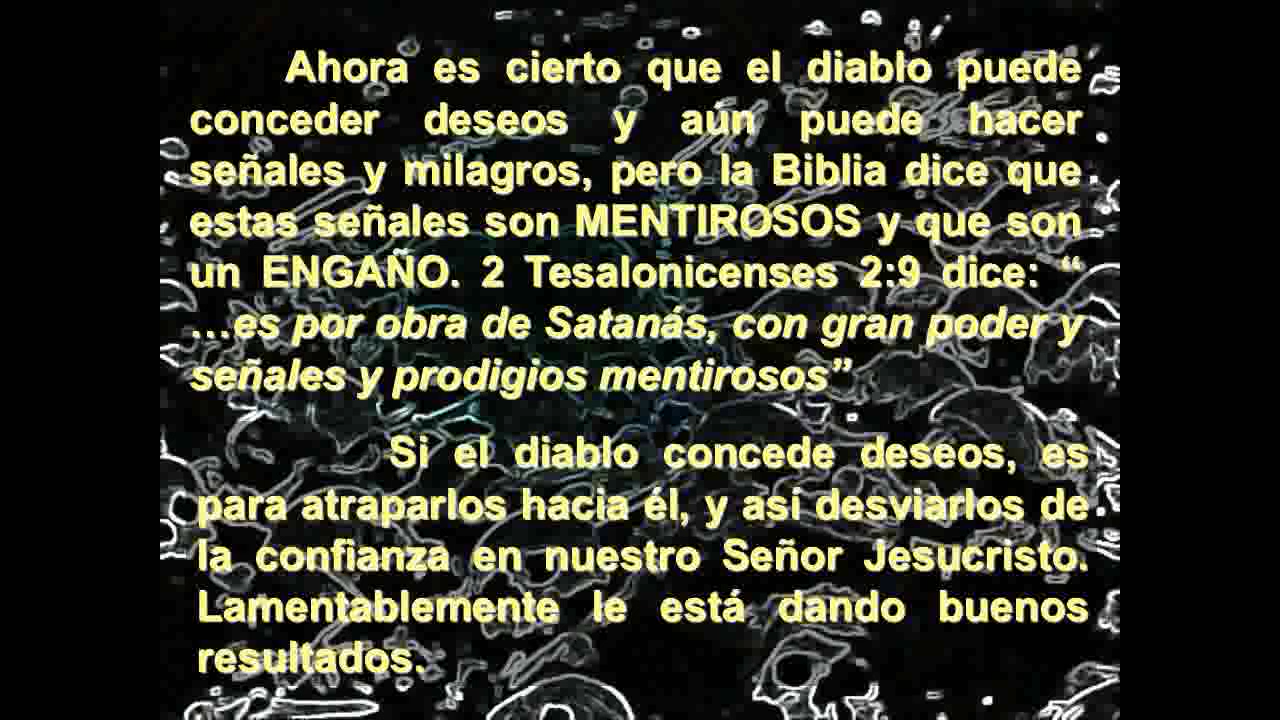 Ahora es cierto que el diablo puede
conceder deseos y aún puede hacer
señales y milagros, pero la Biblia dice que
estas señales son MENTIROSOS y que son
un ENGAÑO. 2 Tesalonicenses 2:9 dice: “
…es por obra de Satanás, con gran poder y
señales y prodigios mentirosos”
Si el diablo concede deseos, es
para atraparlos hacia él, y así desviarlos de
la confianza en nuestro Señor Jesucristo.
Lamentablemente le está dando buenos
resultados.